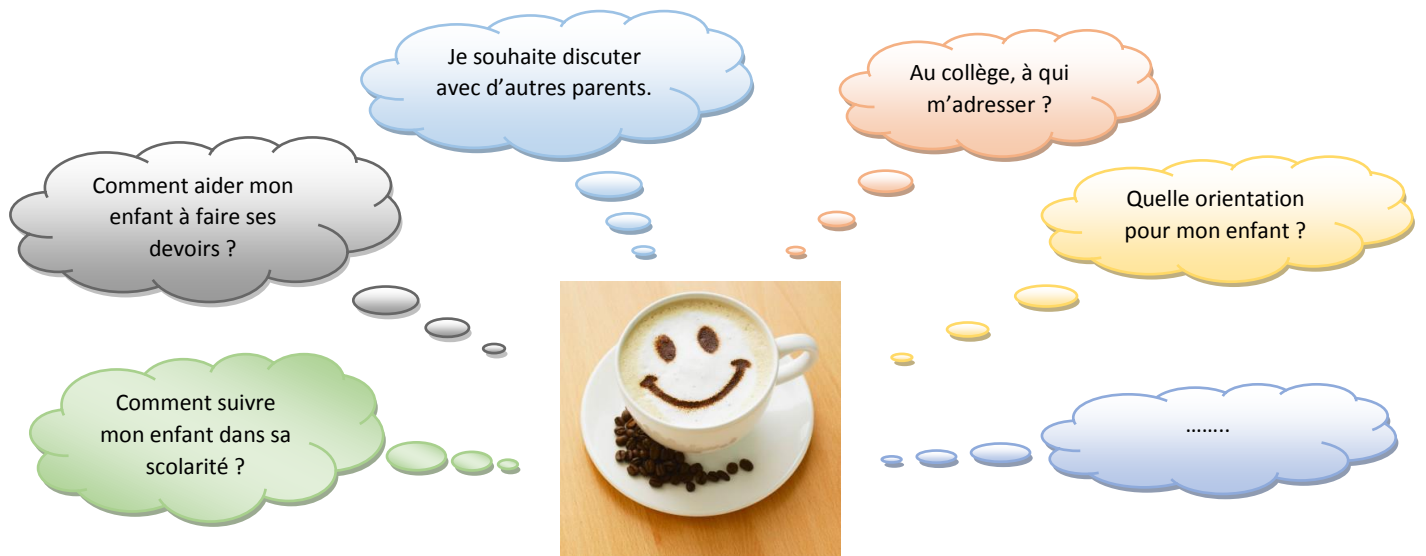 Je souhaite discuter
avec d’autres parents.
Au collège, à qui
m’adresser ?
Comment aider mon
enfant à faire ses
devoirs ?
Quelle orientation
pour mon enfant ?
Comment suivre
mon enfant dans sa
scolarité ?
……..